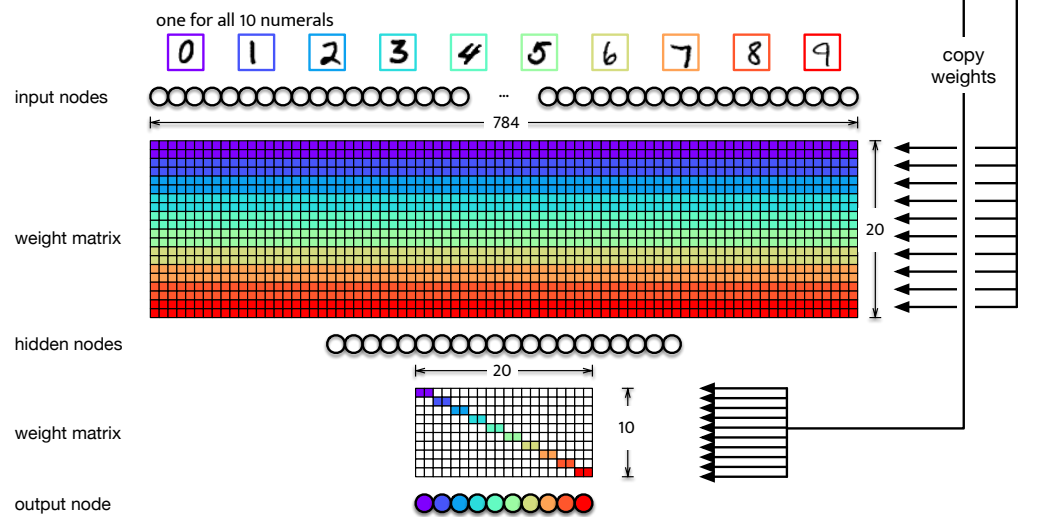 one for all 10 numerals
0 1 2 3 4 5 6 7 8 9
copy
weights
input nodes
...
784
weight matrix
20
hidden nodes
20
weight matrix
10
output node